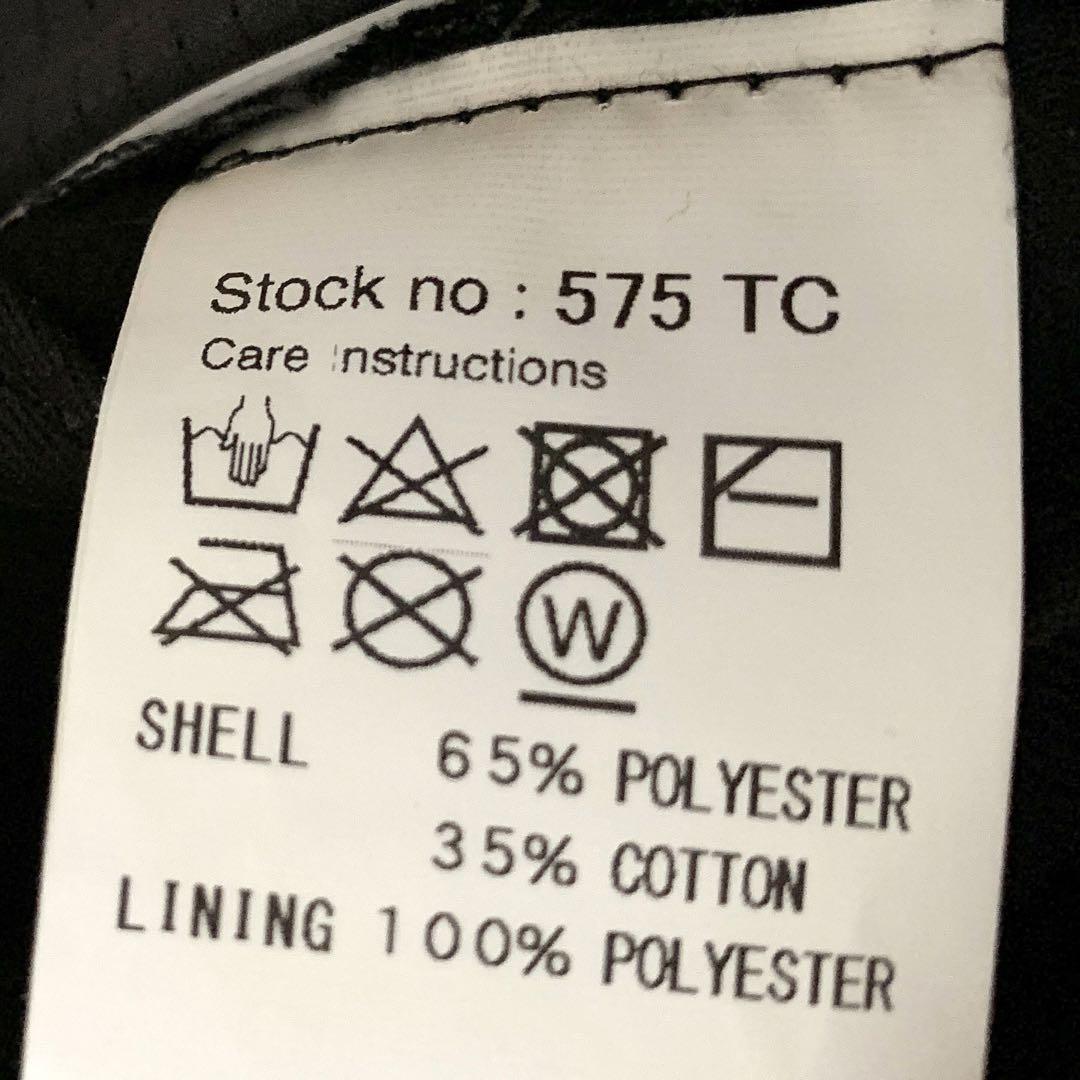 Stock no : 575 TC
Care instructions
W
SHELL 65% POLYESTER
35% COTTON
LINING 100% POLYESTER